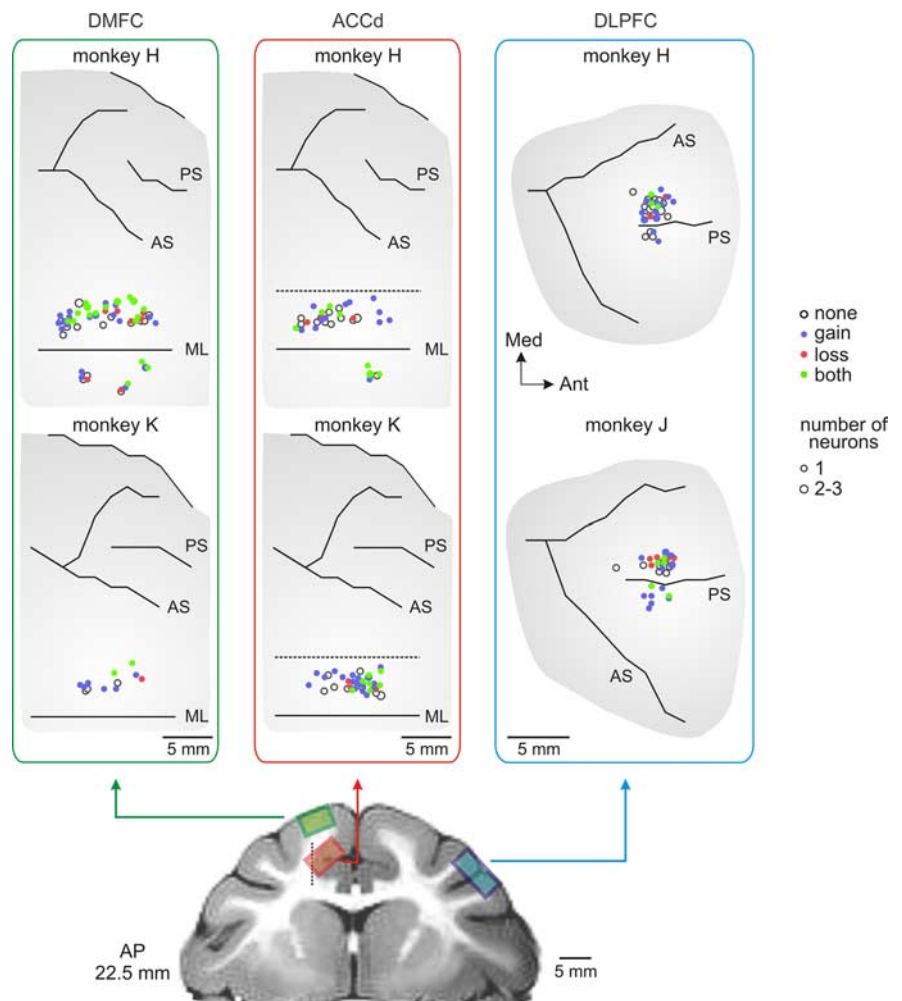 DMFC
ACCd
DLPFC
monkey H
monkey H
monkey H
PS
AS
ML
PS
AS
ML
AS
PS
Med
Ant
none
gain
loss
both
number of
neurons
1
2-3
monkey K
monkey K
monkey J
PS
AS
ML
5 mm
PS
AS
ML
5 mm
PS
AS
5 mm
AP
22.5 mm
5 mm